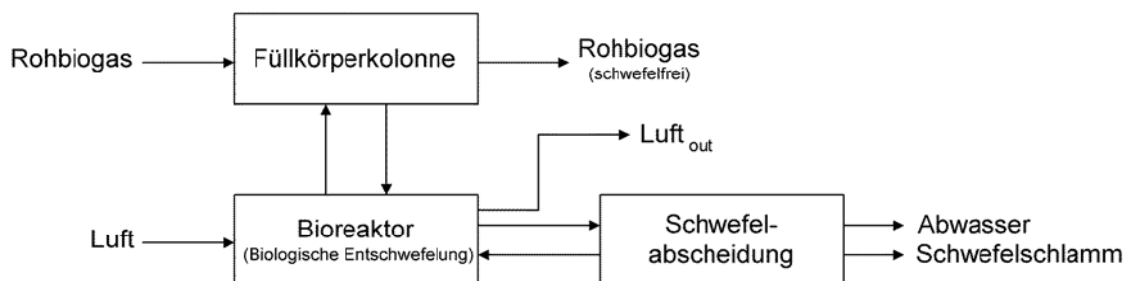 Rohbiogas
Füllkörperkolonne
Rohbiogas
(schwefelfrei)
Luft out
Luft
Bioreaktor
(Biologische Entschwefelung)
Schwefel-
abscheidung
Abwasser
Schwefelschlamm